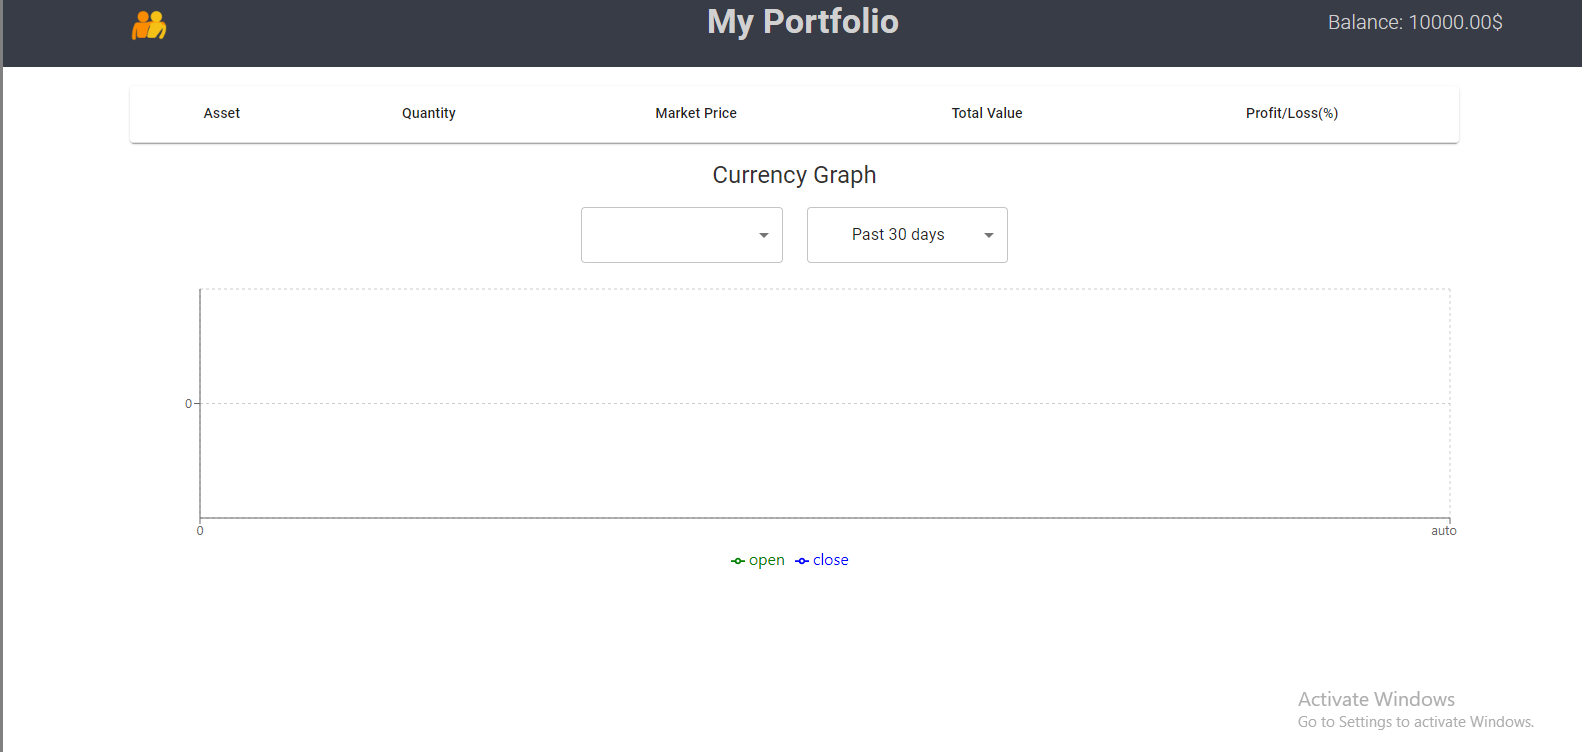 My Portfolio
Balance: 10000.00$
Asset Quantity Market Price Total Value Profit/Loss(%)
Currency Graph
Past 30 days
0
0 auto
open close
Activate Windows
Go to Settings to activate Windows.